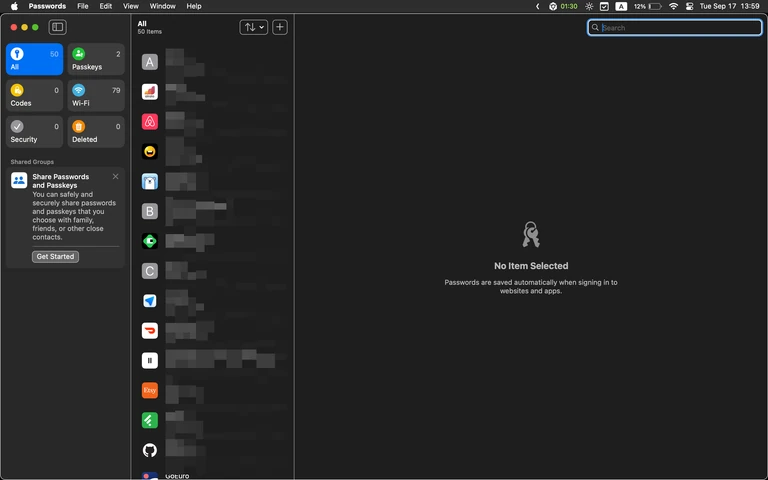 Passwords File Edit View Window Help
01:30 A 12% Tue Sep 17 13:59
All
50 Items
Search
50
All
2
Passkeys
0
Codes
79
Wi-Fi
0
Security
0
Deleted
Shared Groups
Share Passwords
and Passkeys
You can safely and
securely share passwords
and passkeys that you
choose with family,
friends, or other close
contacts.
Get Started
A
B
C
Etsy
GoEuro
No Item Selected
Passwords are saved automatically when signing in to
websites and apps.